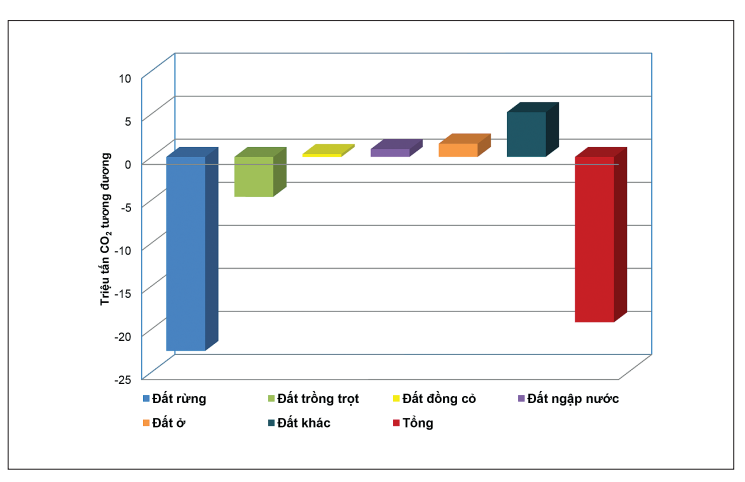 10
5
0
-5
-10
-15
-20
-25
Triệu tấn CO₂ tương đương
Đất rừng Đất trồng trọt Đất đồng cỏ Đất ngập nước
Đất ở Đất khác Tổng